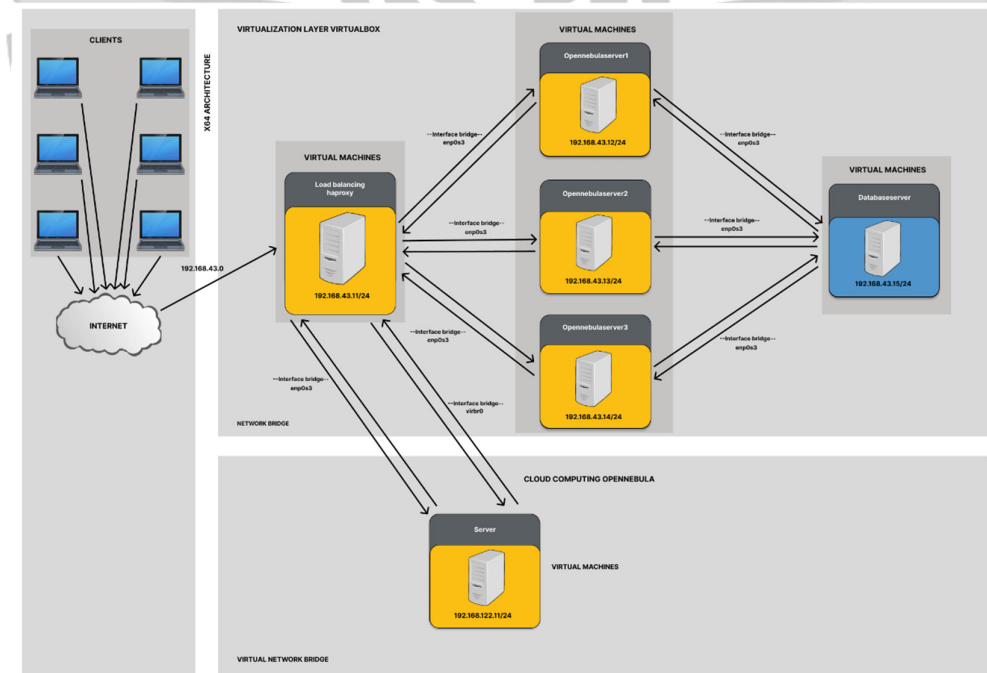 CLIENTS
X64 ARCHITECTURE
192.168.43.0
INTERNET
VIRTUALIZATION LAYER VIRTUALBOX
VIRTUAL MACHINES
Load balancing
haproxy
192.168.43.11/24
VIRTUAL MACHINES
Opennebulaserver1
192.168.43.12/24
Opennebulaserver2
192.168.43.13/24
Opennebulaserver3
192.168.43.14/24
--Interface bridge--
enp0s3
--Interface bridge--
enp0s3
--Interface bridge--
enp0s3
--Interface bridge--
enp0s3
--Interface bridge--
enp0s3
--Interface bridge--
enp0s3
VIRTUAL MACHINES
Databaseserver
192.168.43.15/24
--Interface bridge--
enp0s3
--Interface bridge--
virbr0
NETWORK BRIDGE
CLOUD COMPUTING OPENNEBULA
Server
192.168.122.11/24
VIRTUAL MACHINES
VIRTUAL NETWORK BRIDGE